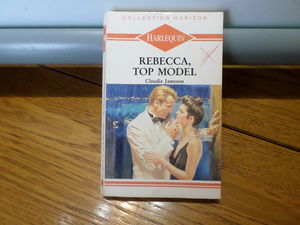 COLLECTION HORIZON
HARLEQUIN
REBECCA,
TOP MODEL
Claudia Jameson